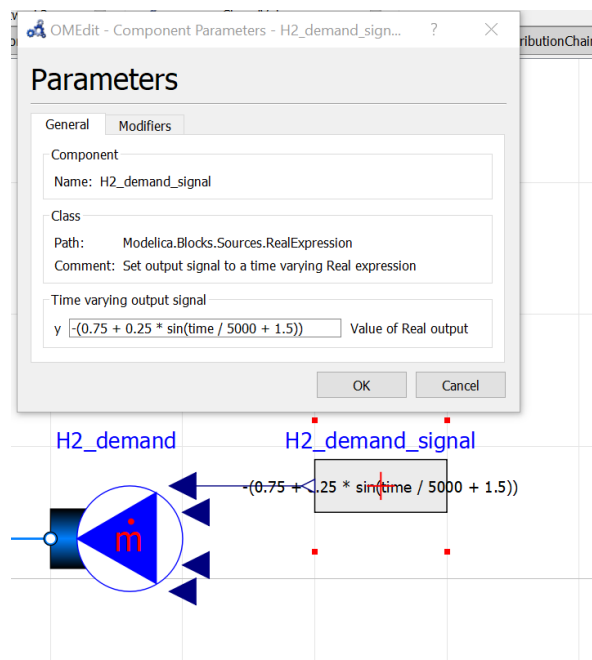 OMEdit - Component Parameters - H2_demand_sign... ?
ributionChain
Parameters
General Modifiers
Component
Name: H2_demand_signal
Class
Path: Modelica.Blocks.Sources.RealExpression
Comment: Set output signal to a time varying Real expression
Time varying output signal
y -(0.75 + 0.25 * sin(time / 5000 + 1.5)) Value of Real output
OK Cancel
H2_demand H2_demand_signal
-(0.75 + 0.25 * sin(time / 5000 + 1.5))
ṁ